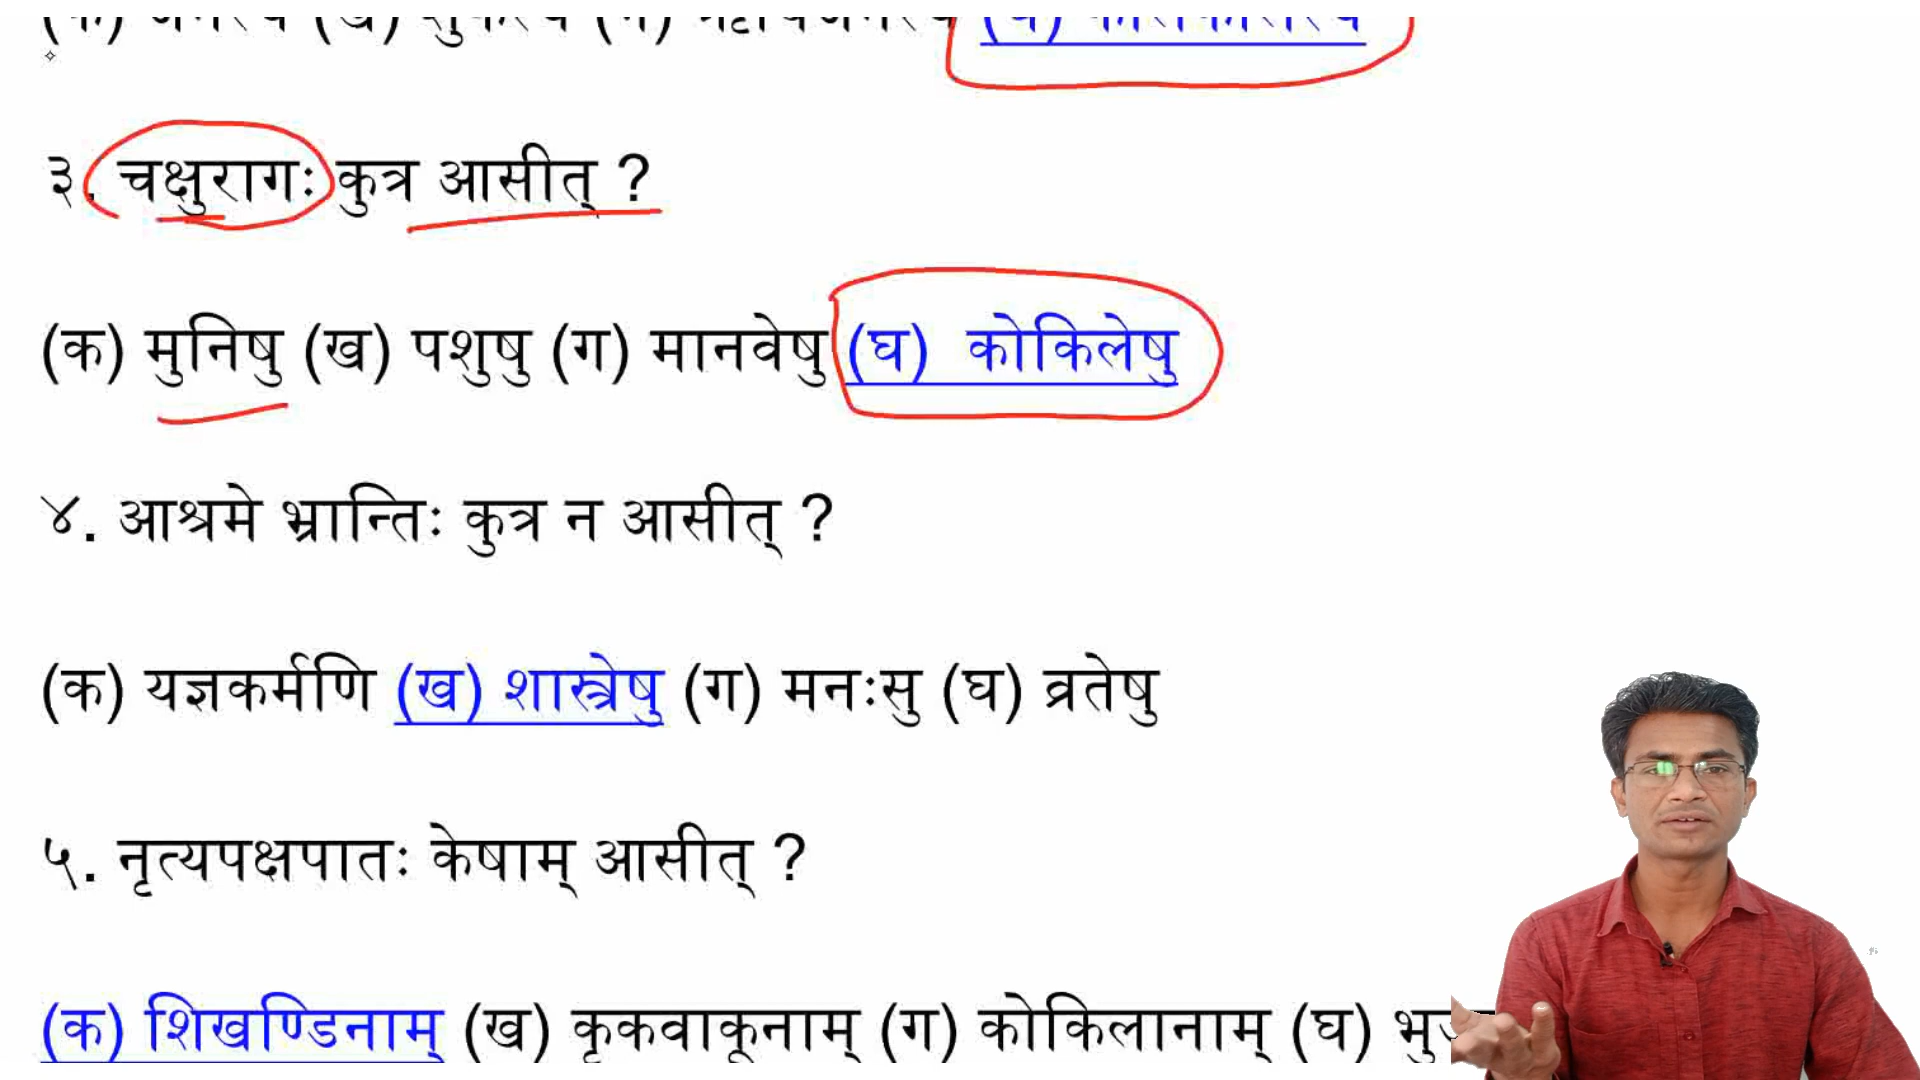 ३. चक्षुरागः कुत्र आसीत् ?
(क) मुनिषु (ख) पशुषु (ग) मानवेषु (घ) कोकिलेषु
४. आश्रमे भ्रान्तिः कुत्र न आसीत् ?
(क) यज्ञकर्मणि (ख) शास्त्रेषु (ग) मनःसु (घ) व्रतेषु
५. नृत्यपक्षपातः केषाम् आसीत् ?
(क) शिखण्डिनाम् (ख) कृकवाकूनाम् (ग) कोकिलानाम् (घ)